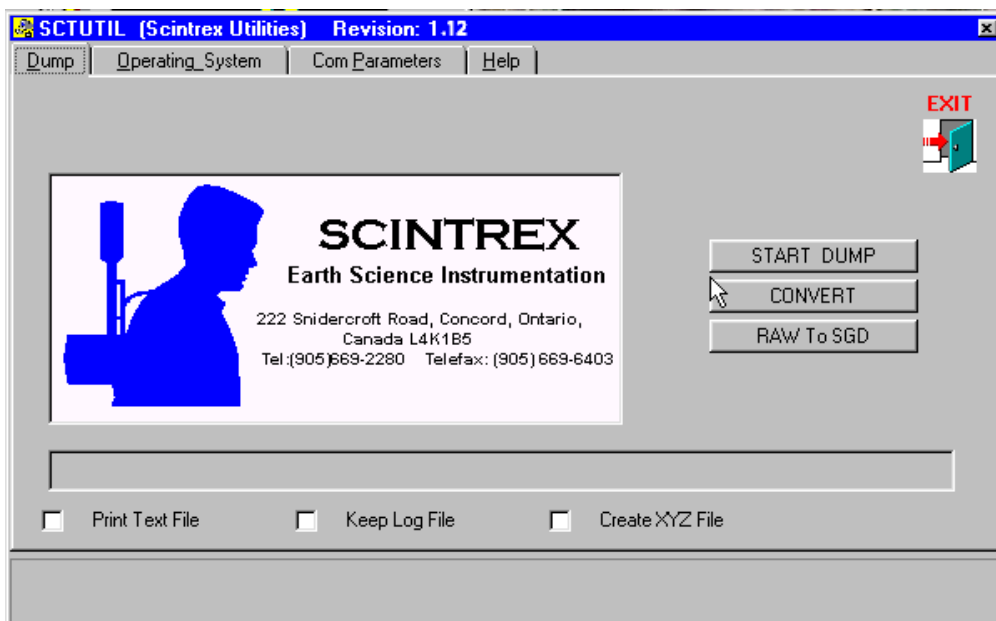 SCTUTIL (Scintrex Utilities) Revision: 1.12
Dump Operating_System Com Parameters Help
EXIT
SCINTREX
Earth Science Instrumentation
222 Snidercroft Road, Concord, Ontario,
Canada L4K1B5
Tel:(905)669-2280 Telefax: (905) 669-6403
START DUMP
CONVERT
RAW To SGD
Print Text File Keep Log File Create XYZ File